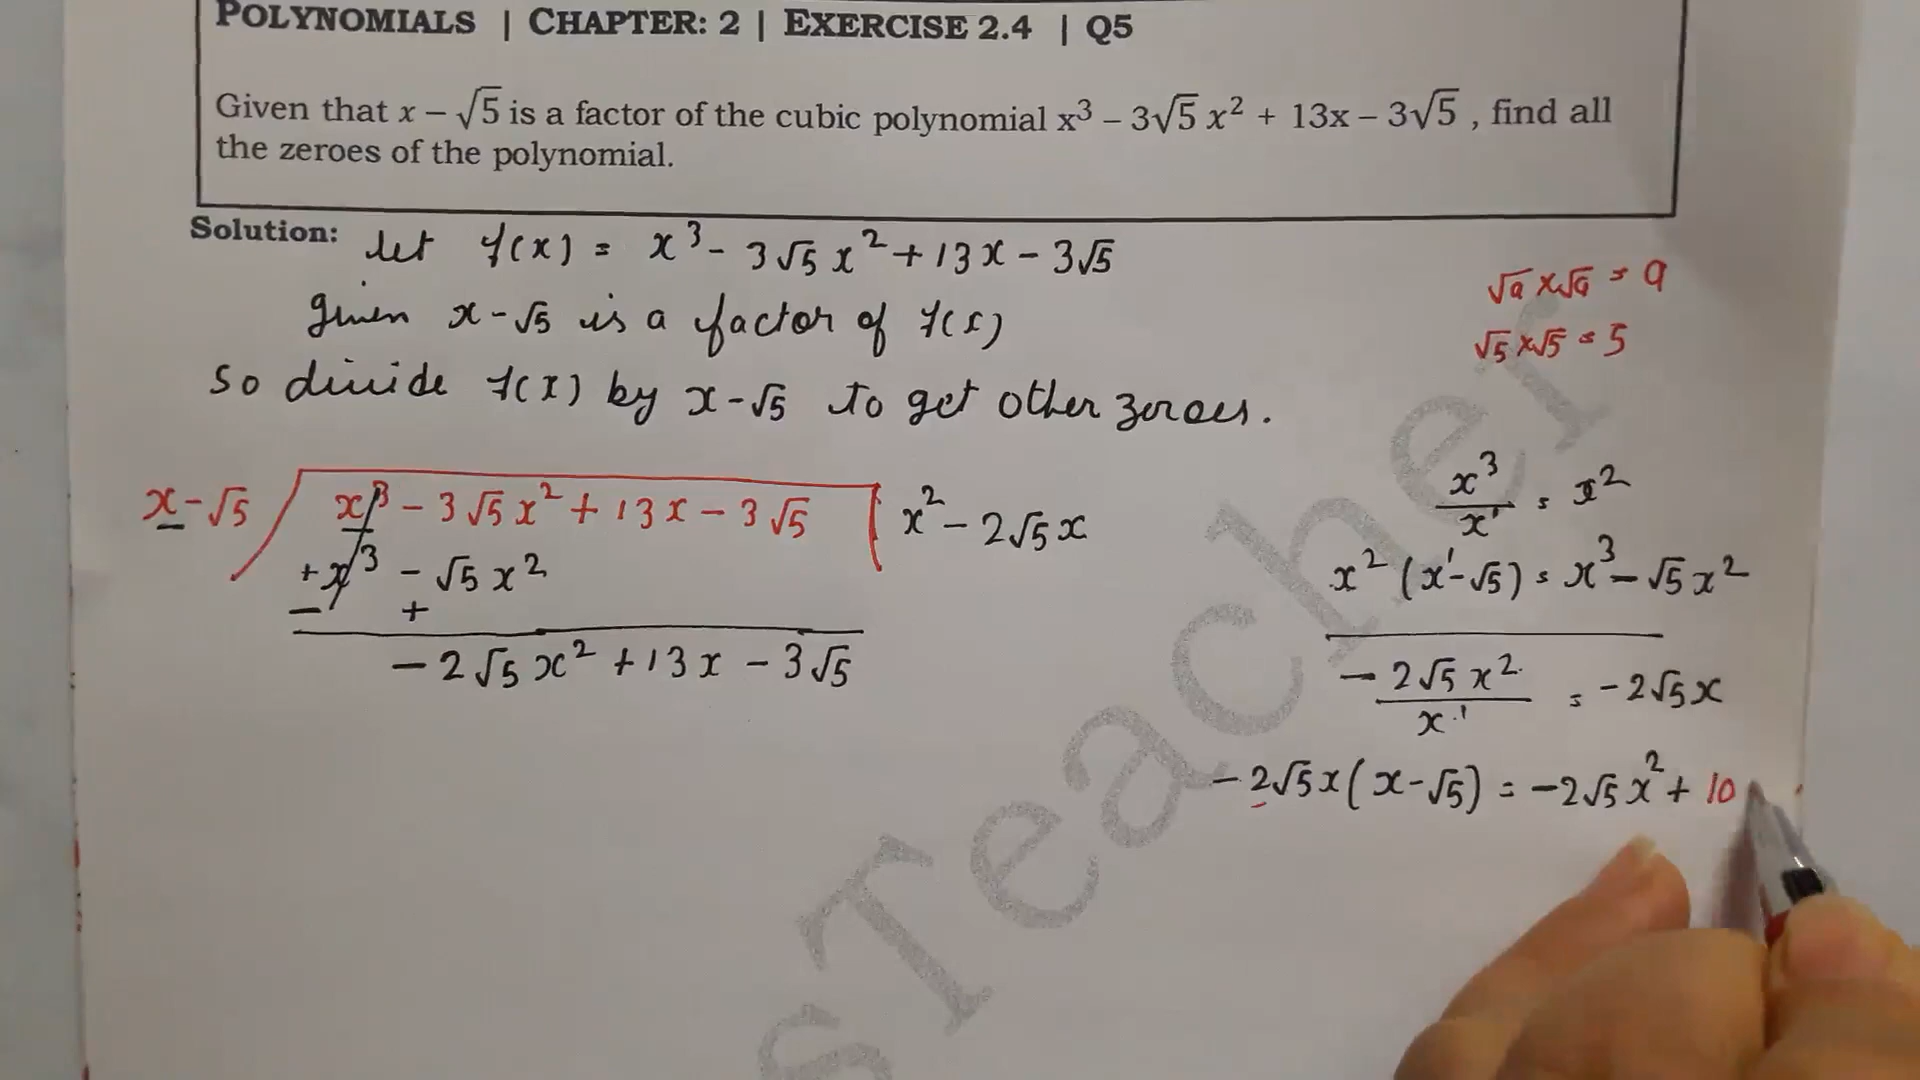 POLYNOMIALS | CHAPTER: 2 | EXERCISE 2.4 | Q5
Given that x − √5 is a factor of the cubic polynomial x³ − 3√5 x² + 13x − 3√5 , find all
the zeroes of the polynomial.
Solution: let f(x) = x³ - 3√5 x² + 13x - 3√5
given x - √5 is a factor of f(x)
So divide f(x) by x - √5 to get other zeroes.
√a × √a = a
√5 × √5 = 5
x - √5 x³ - 3√5 x² + 13x - 3√5 x² - 2√5 x
+x³ - √5 x²
− +
-2√5 x² + 13x - 3√5
x³/x¹ = x²
x² (x¹ - √5) = x³ - √5 x²
-2√5 x²/x¹ = -2√5 x
-2√5 x (x - √5) = -2√5 x² + 10
sTeacher